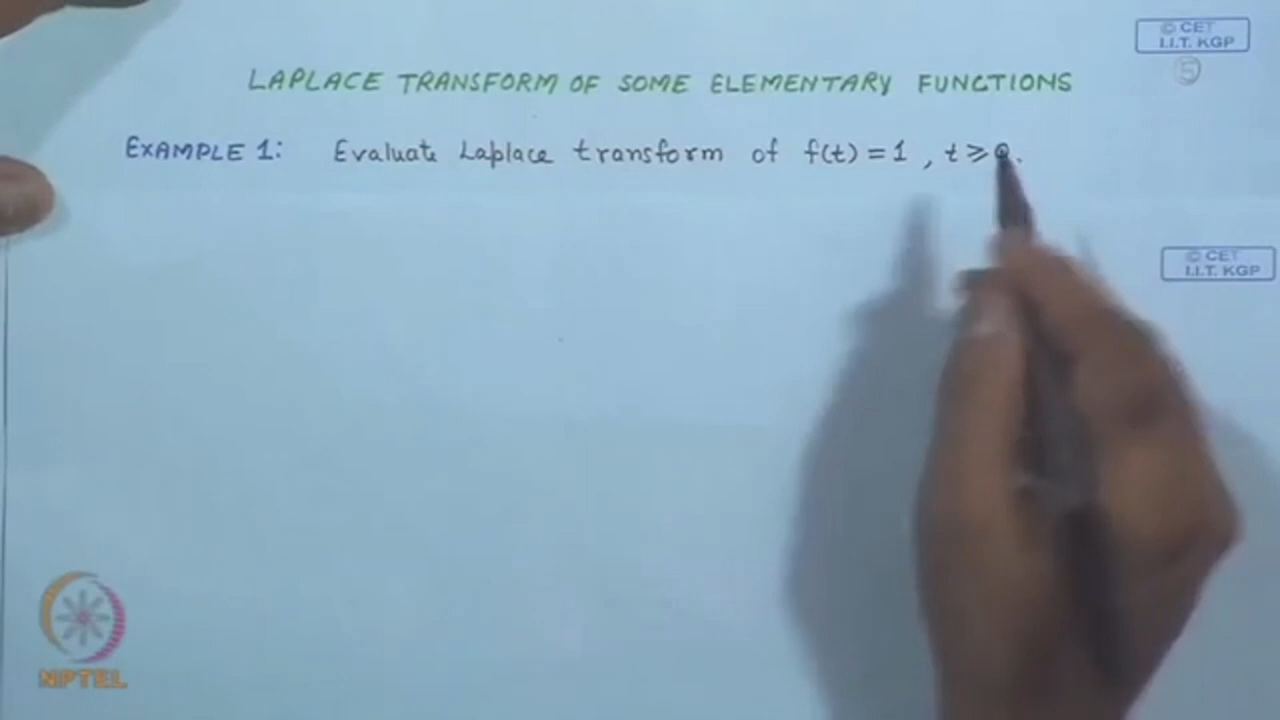 © CET
I.I.T. KGP
5
LAPLACE TRANSFORM OF SOME ELEMENTARY FUNCTIONS
EXAMPLE 1: Evaluate Laplace transform of f(t) = 1 , t ≥ 0.
© CET
I.I.T. KGP
NPTEL